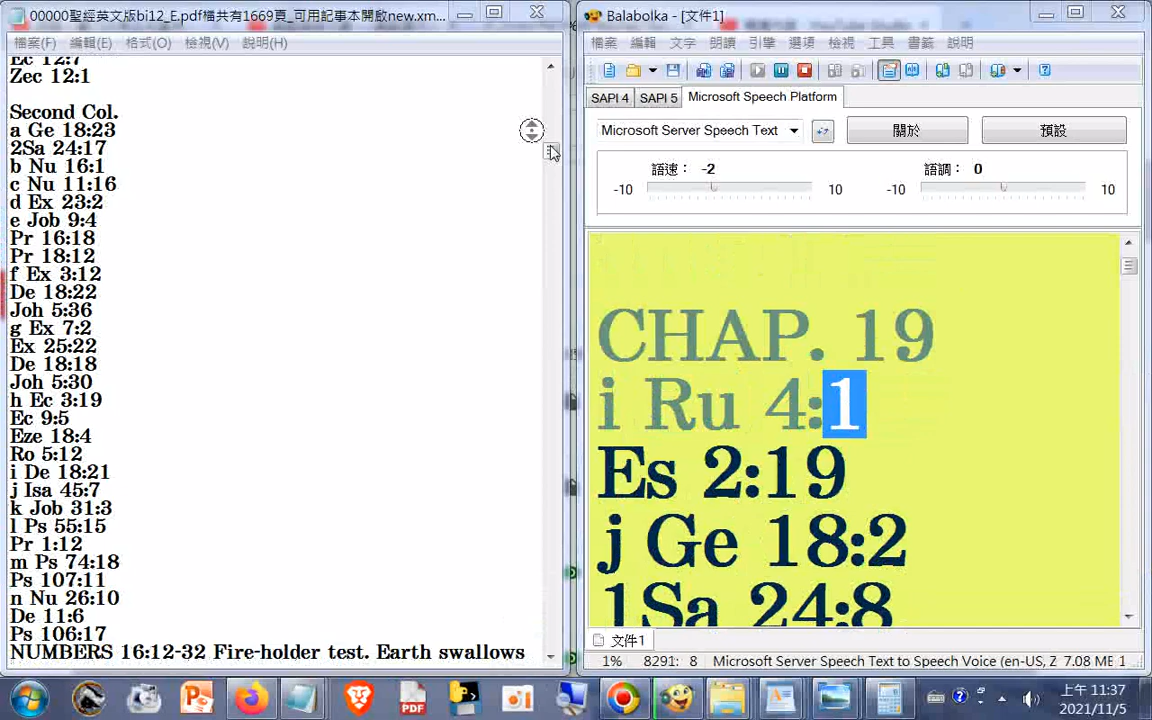 00000聖經英文版bi12_E.pdf檔共有1669頁_可用記事本開啟new.xm...
檔案(F) 編輯(E) 格式(O) 檢視(V) 說明(H)
Ec 12:7
Zec 12:1
Second Col.
a Ge 18:23
2Sa 24:17
b Nu 16:1
c Nu 11:16
d Ex 23:2
e Job 9:4
Pr 16:18
Pr 18:12
f Ex 3:12
De 18:22
Joh 5:36
g Ex 7:2
Ex 25:22
De 18:18
Joh 5:30
h Ec 3:19
Ec 9:5
Eze 18:4
Ro 5:12
i De 18:21
j Isa 45:7
k Job 31:3
l Ps 55:15
Pr 1:12
m Ps 74:18
Ps 107:11
n Nu 26:10
De 11:6
Ps 106:17
NUMBERS 16:12-32 Fire-holder test. Earth swallows
Balabolka - [文件1]
檔案 編輯 文字 朗讀 引擎 選項 檢視 工具 書籤 說明
SAPI 4 SAPI 5 Microsoft Speech Platform
Microsoft Server Speech Text 關於 預設
語速： -2 語調： 0
-10 10 -10 10
CHAP. 19
i Ru 4:1
Es 2:19
j Ge 18:2
1Sa 24:8
文件1
1% 8291: 8 Microsoft Server Speech Text to Speech Voice (en-US, Z 7.08 ME 1
PDF
上午 11:37
2021/11/5